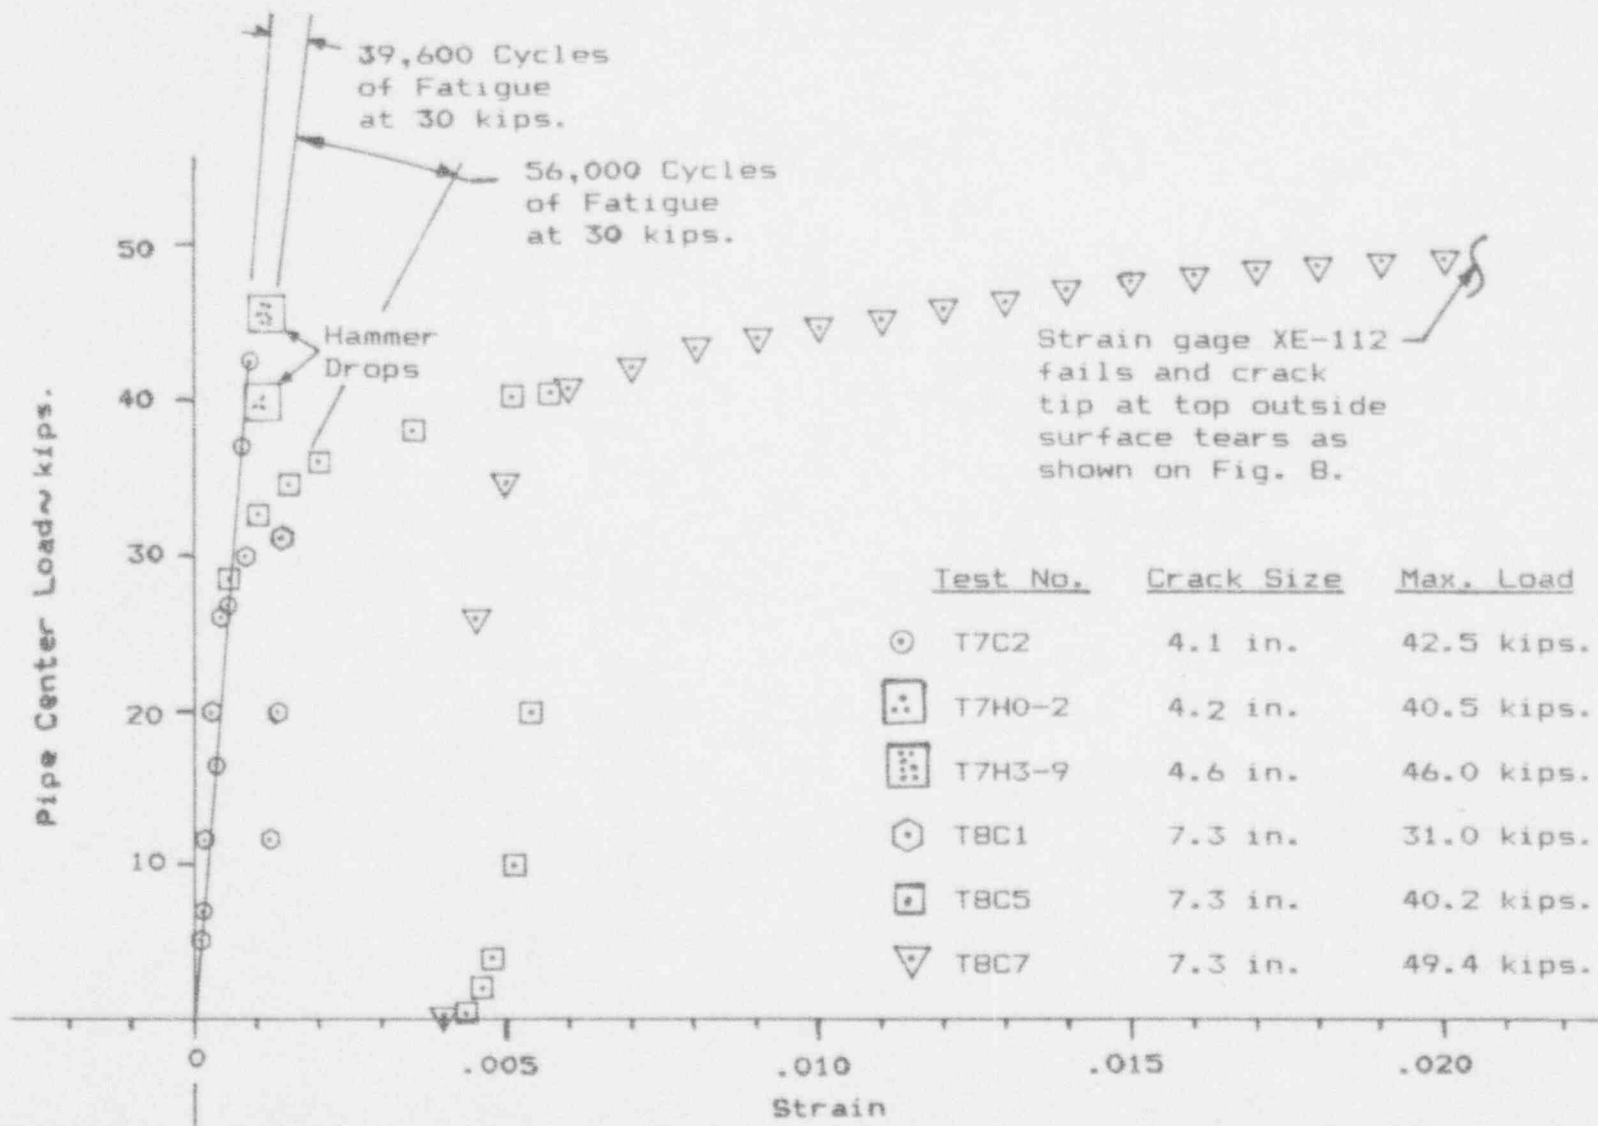 39,600 Cycles
of Fatigue
at 30 kips.
56,000 Cycles
of Fatigue
at 30 kips.
50
40
30
20
10
Pipe Center Load~kips.
Hammer
Drops
Strain gage XE-112
fails and crack
tip at top outside
surface tears as
shown on Fig. 8.
Test No. Crack Size Max. Load
T7C2 4.1 in. 42.5 kips.
T7H0-2 4.2 in. 40.5 kips.
T7H3-9 4.6 in. 46.0 kips.
T8C1 7.3 in. 31.0 kips.
T8C5 7.3 in. 40.2 kips.
T8C7 7.3 in. 49.4 kips.
0 .005 .010 .015 .020
Strain